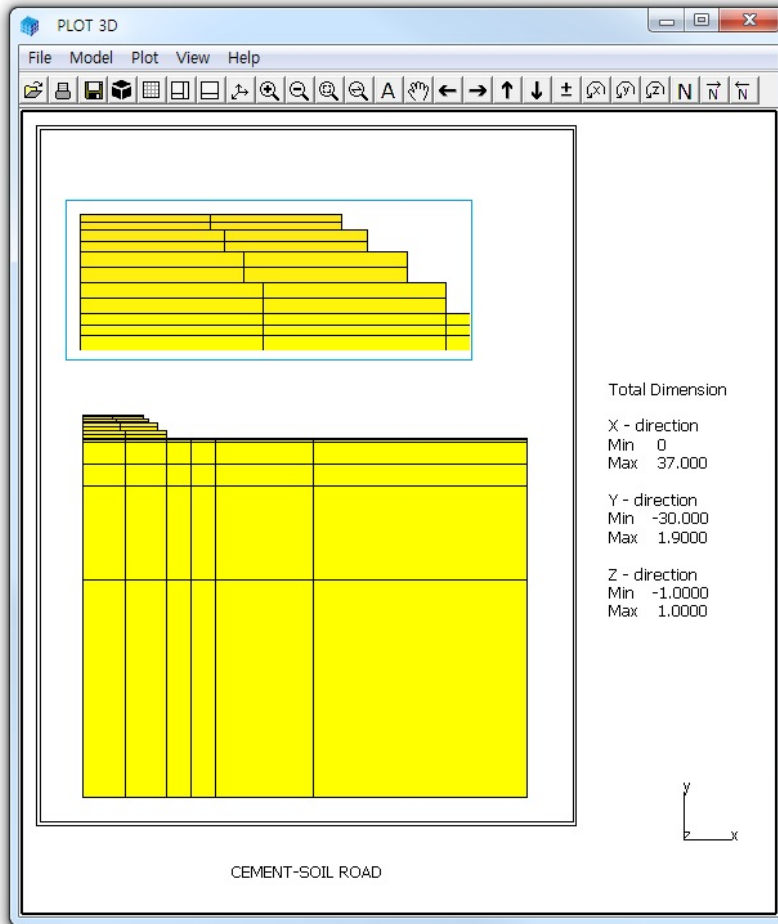 PLOT 3D
File Model Plot View Help
A N N N
Total Dimension
X - direction
Min 0
Max 37.000
Y - direction
Min -30.000
Max 1.9000
Z - direction
Min -1.0000
Max 1.0000
y
z x
CEMENT-SOIL ROAD